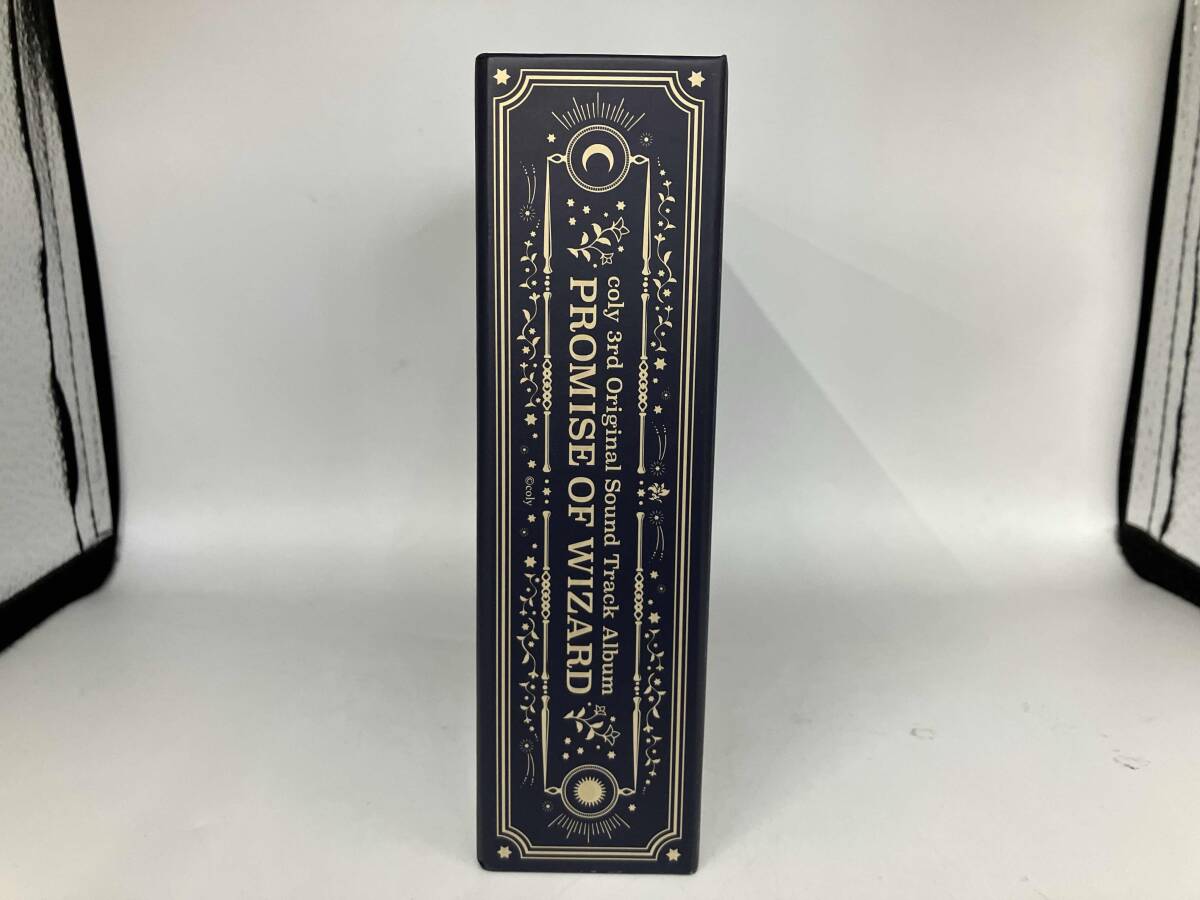 coly 3rd Original Sound Track Album
PROMISE OF WIZARD
©coly